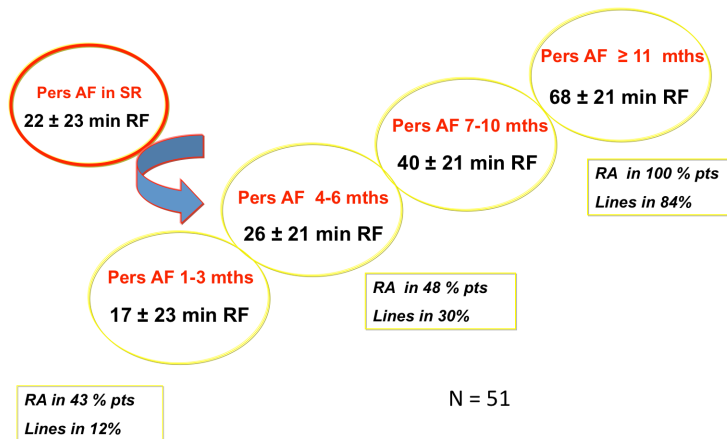 Pers AF ≥ 11 mths
68 ± 21 min RF
Pers AF in SR
22 ± 23 min RF
Pers AF 7-10 mths
40 ± 21 min RF
RA in 100 % pts
Lines in 84%
Pers AF 4-6 mths
26 ± 21 min RF
Pers AF 1-3 mths
17 ± 23 min RF
RA in 48 % pts
Lines in 30%
RA in 43 % pts
Lines in 12%
N = 51